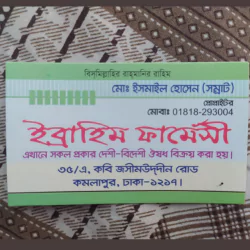 বিসমিল্লাহির রাহমানির রাহিম
মোঃ ইসমাইল হোসেন (সম্রাট)
প্রোপ্রাইটর
মোবাঃ 01818-293004
ইব্রাহিম ফার্মেসী
এখানে সকল প্রকার দেশী-বিদেশী ঔষধ বিক্রয় করা হয়।
৩৫/এ, কবি জসীমউদ্দীন রোড
কমলাপুর, ঢাকা-১২১৭।